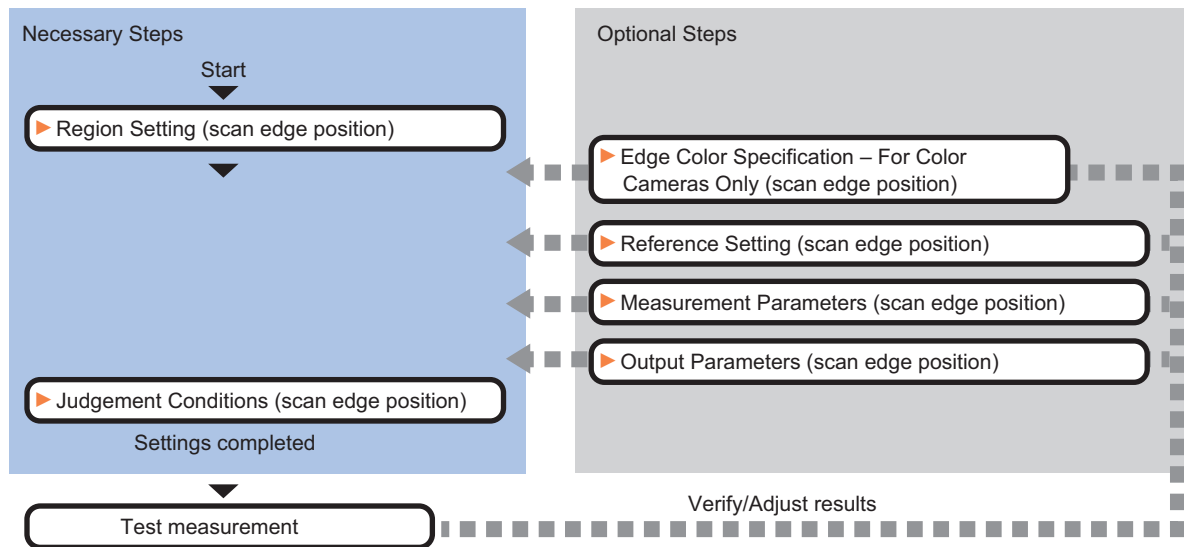 Necessary Steps
Start
Region Setting (scan edge position)
Judgement Conditions (scan edge position)
Settings completed
Test measurement
Optional Steps
Edge Color Specification – For Color
Cameras Only (scan edge position)
Reference Setting (scan edge position)
Measurement Parameters (scan edge position)
Output Parameters (scan edge position)
Verify/Adjust results